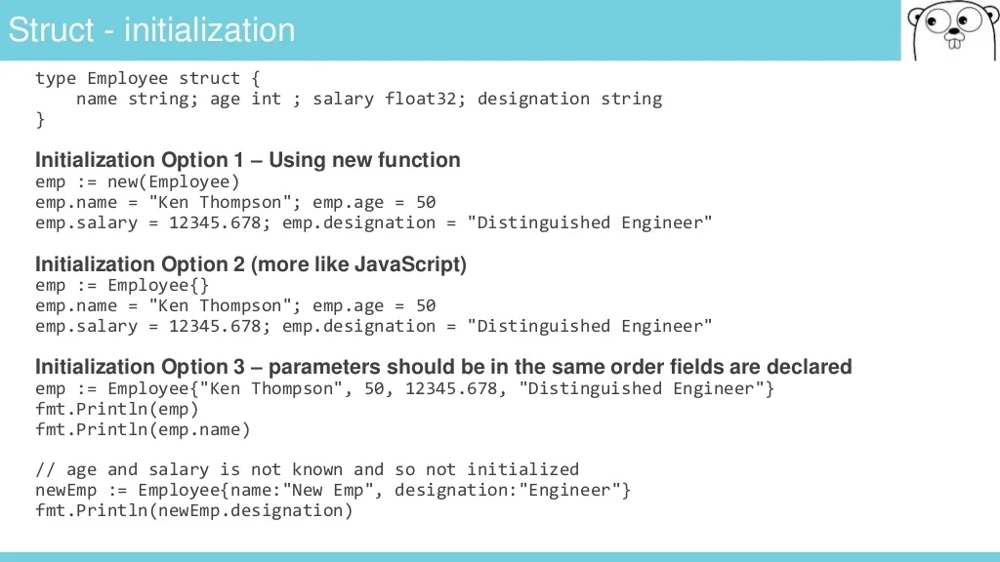 Struct - initialization
type Employee struct {
    name string; age int ; salary float32; designation string
}
Initialization Option 1 – Using new function
emp := new(Employee)
emp.name = "Ken Thompson"; emp.age = 50
emp.salary = 12345.678; emp.designation = "Distinguished Engineer"
Initialization Option 2 (more like JavaScript)
emp := Employee{}
emp.name = "Ken Thompson"; emp.age = 50
emp.salary = 12345.678; emp.designation = "Distinguished Engineer"
Initialization Option 3 – parameters should be in the same order fields are declared
emp := Employee{"Ken Thompson", 50, 12345.678, "Distinguished Engineer"}
fmt.Println(emp)
fmt.Println(emp.name)
// age and salary is not known and so not initialized
newEmp := Employee{name:"New Emp", designation:"Engineer"}
fmt.Println(newEmp.designation)